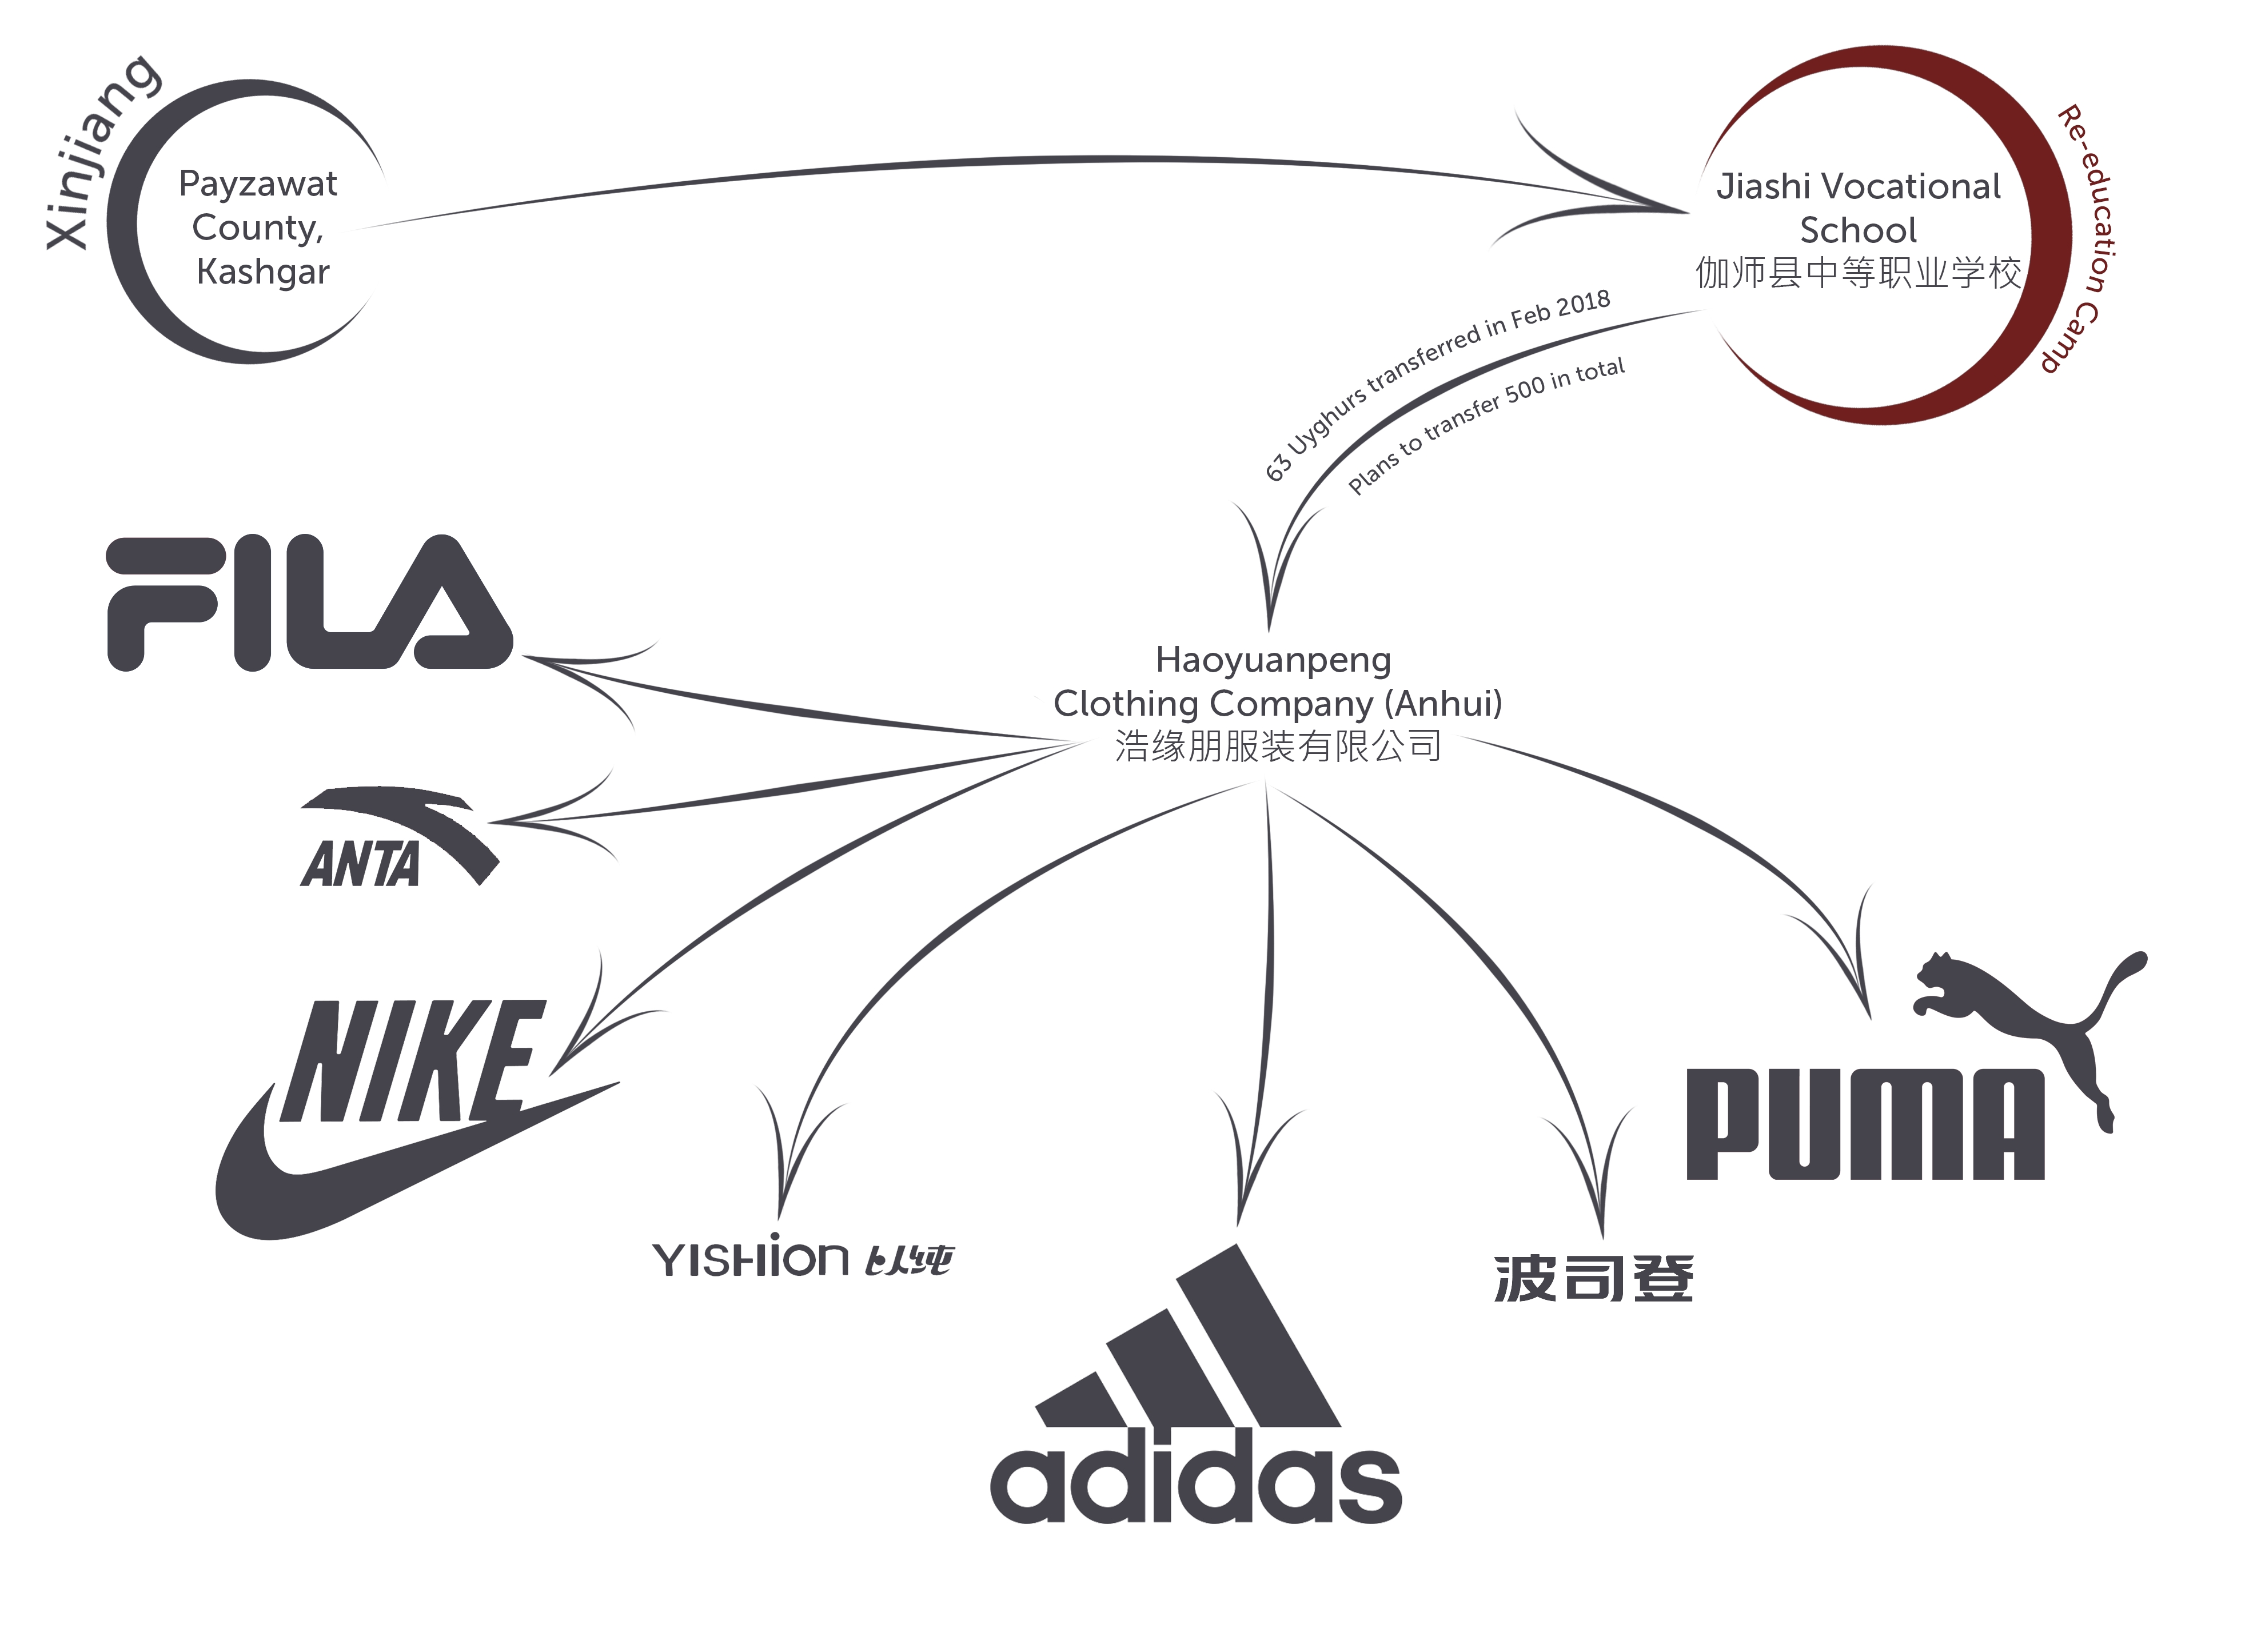 Xinjiang
Payzawat
County,
Kashgar
Jiashi Vocational
School
伽师县中等职业学校
Re-education Camp
63 Uyghurs transferred in Feb 2018
Plans to transfer 500 in total
Haoyuanpeng
Clothing Company (Anhui)
浩缘朋服装有限公司
FILA
ANTA
NIKE
YISHion 以纯
adidas
波司登
PUMA